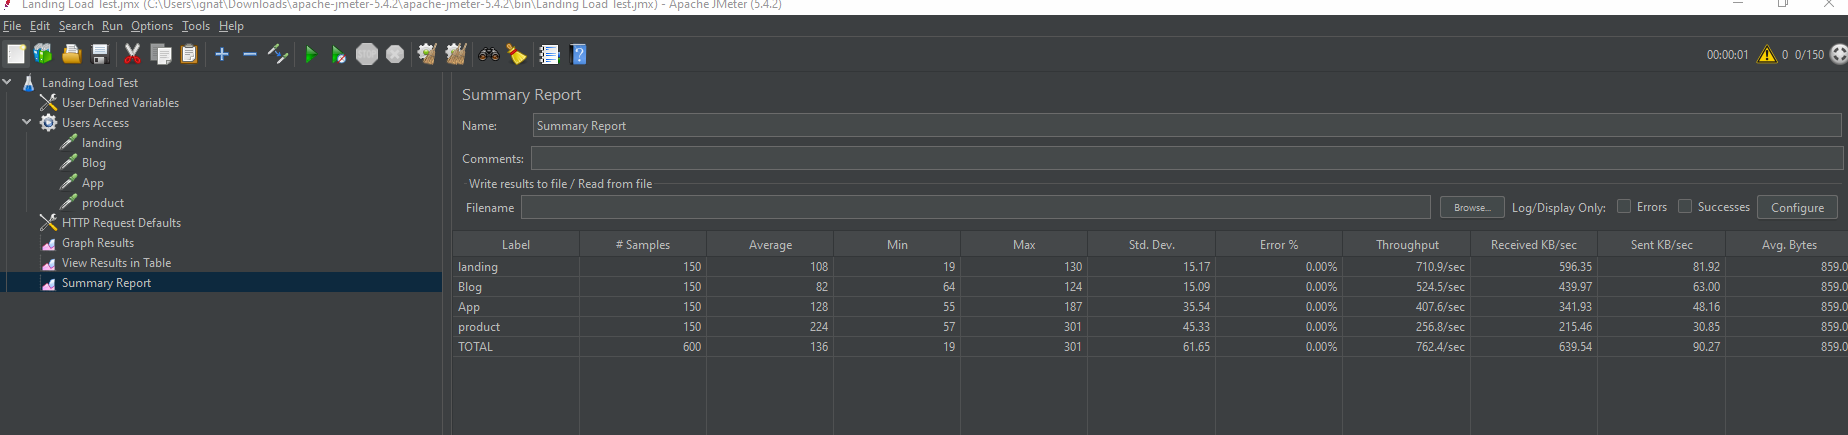 Landing Load Test.jmx (C:\Users\ignat\Downloads\apache-jmeter-5.4.2\apache-jmeter-5.4.2\bin\Landing Load Test.jmx) - Apache JMeter (5.4.2)
File Edit Search Run Options Tools Help
STOP 00:00:01 0 0/150
Landing Load Test
User Defined Variables
Users Access
landing
Blog
App
product
HTTP Request Defaults
Graph Results
View Results in Table
Summary Report
Summary Report
Name: Summary Report
Comments:
Write results to file / Read from file
Filename Browse... Log/Display Only: Errors Successes Configure
Label # Samples Average Min Max Std. Dev. Error % Throughput Received KB/sec Sent KB/sec Avg. Bytes
landing 150 108 19 130 15.17 0.00% 710.9/sec 596.35 81.92 859.0
Blog 150 82 64 124 15.09 0.00% 524.5/sec 439.97 63.00 859.0
App 150 128 55 187 35.54 0.00% 407.6/sec 341.93 48.16 859.0
product 150 224 57 301 45.33 0.00% 256.8/sec 215.46 30.85 859.0
TOTAL 600 136 19 301 61.65 0.00% 762.4/sec 639.54 90.27 859.0